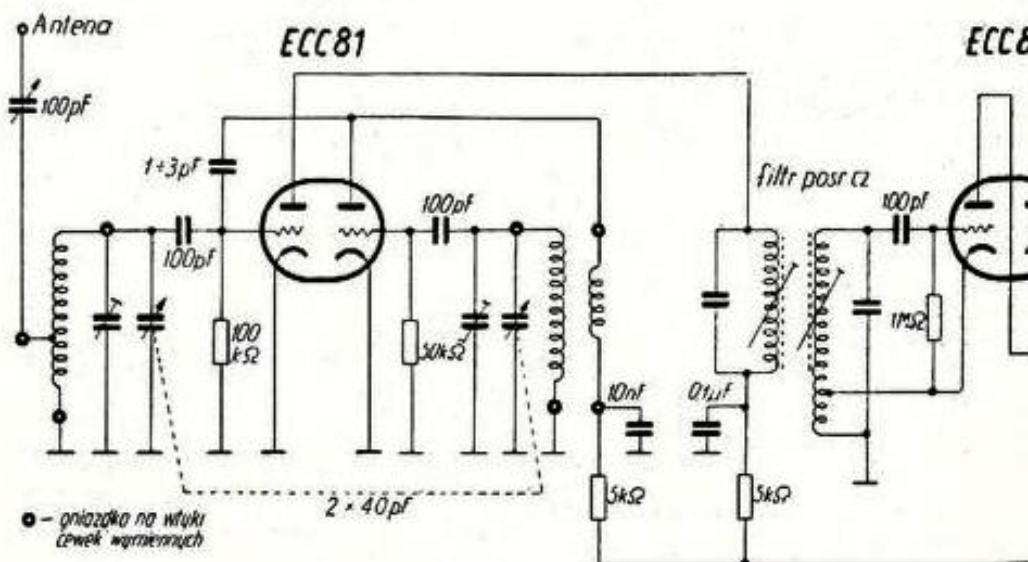 Antena
ECC81
ECC8
100pF
1÷3pF
filtr pośr.cz
100pF
100pF
100pF
100
kΩ
50kΩ
1MΩ
10nF
0,1μF
5kΩ
5kΩ
2 × 40pF
- gniazdka na wtyki
cewek wymiennych